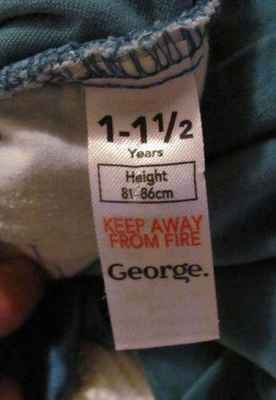 1-1½
Years
Height
81-86cm
KEEP AWAY
FROM FIRE
George.